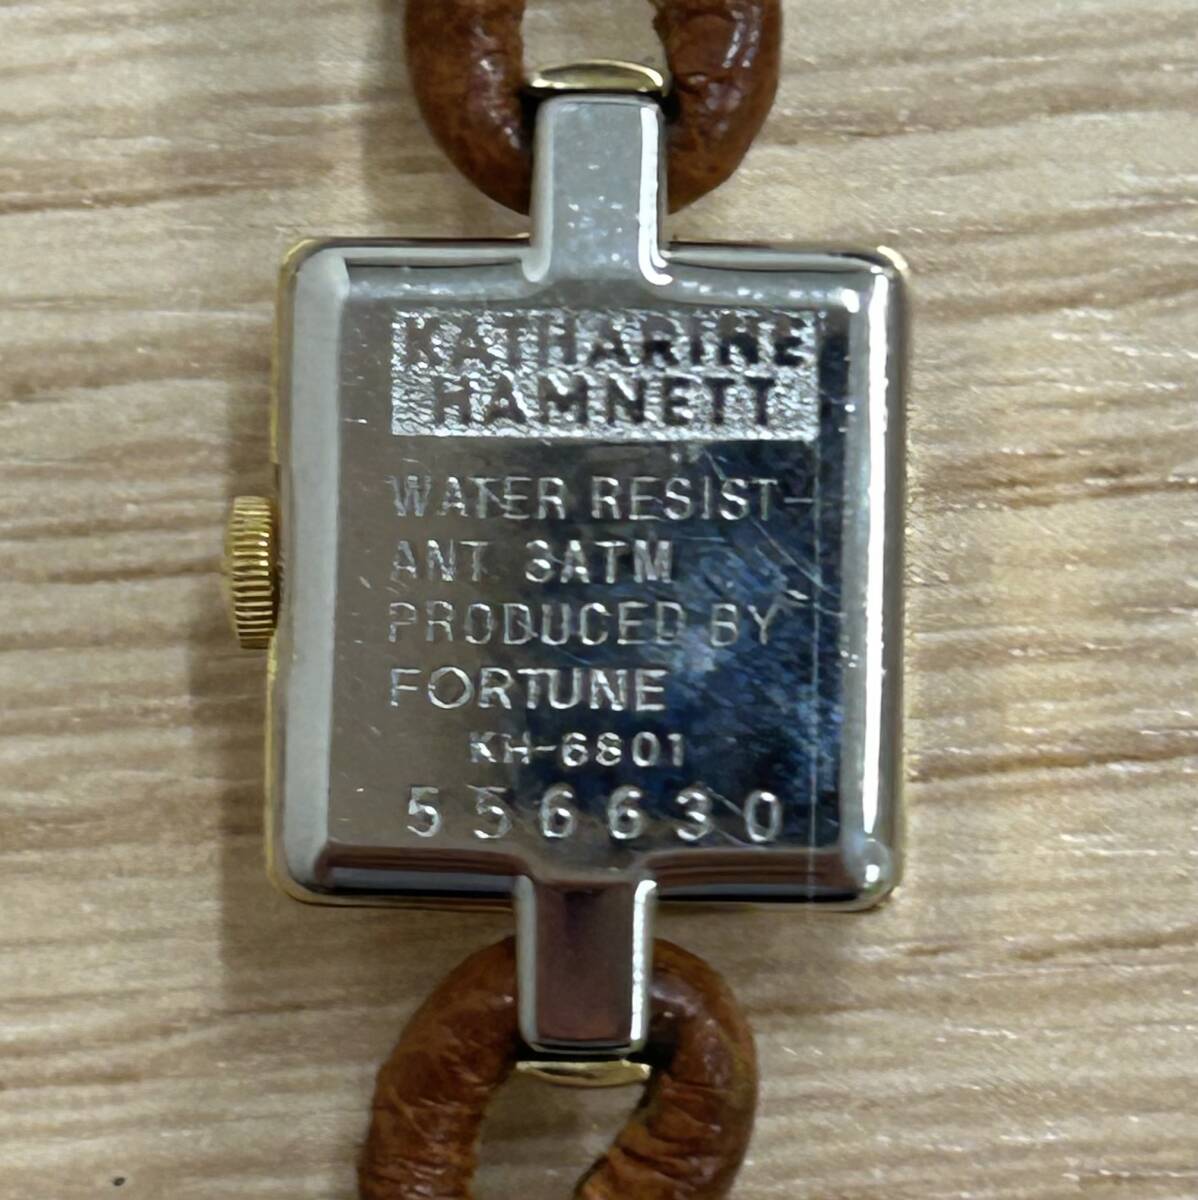 KATHARINE
HAMNETT
WATER RESIST-
ANT 3ATM
PRODUCED BY
FORTUNE
KH-6801
556630